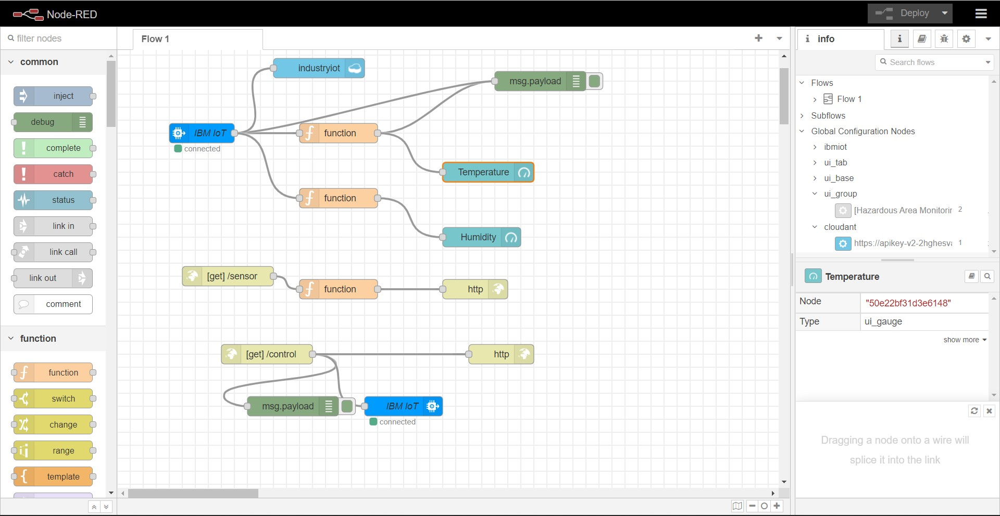 Node-RED
Deploy
filter nodes
Flow 1
info
common
Search flows
inject
debug
complete
catch
status
link in
link call
link out
comment
function
function
switch
change
range
template
industryiot
msg.payload
IBM IoT
connected
function
Temperature
function
Humidity
[get] /sensor
function
http
[get] /control
http
msg.payload
IBM IoT
connected
Flows
Flow 1
Subflows
Global Configuration Nodes
ibmiot
ui_tab
ui_base
ui_group
[Hazardous Area Monitorir 2
cloudant
https://apikey-v2-2hghesva 1
Temperature
Node "50e22bf31d3e6148"
Type ui_gauge
show more
Dragging a node onto a wire will
splice it into the link